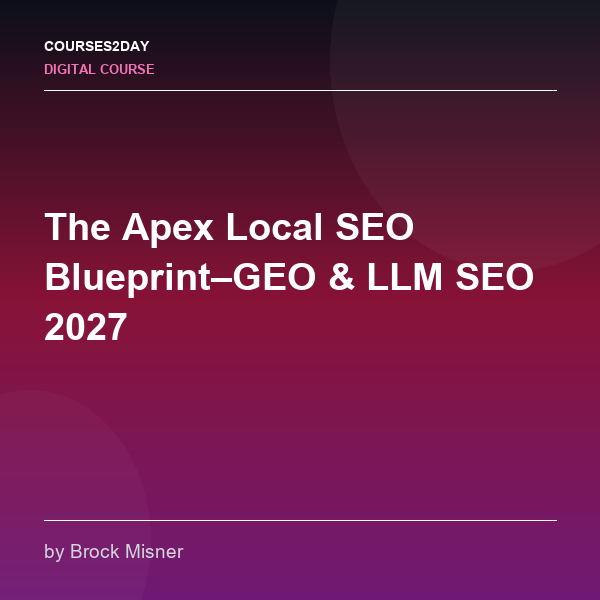 COURSES2DAY
DIGITAL COURSE
The Apex Local SEO
Blueprint–GEO & LLM SEO
2027
by Brock Misner